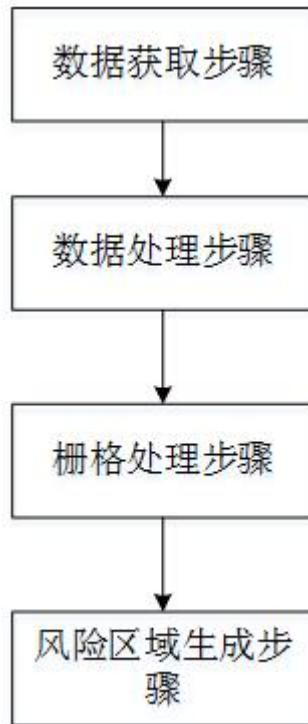 数据获取步骤
数据处理步骤
栅格处理步骤
风险区域生成步
骤